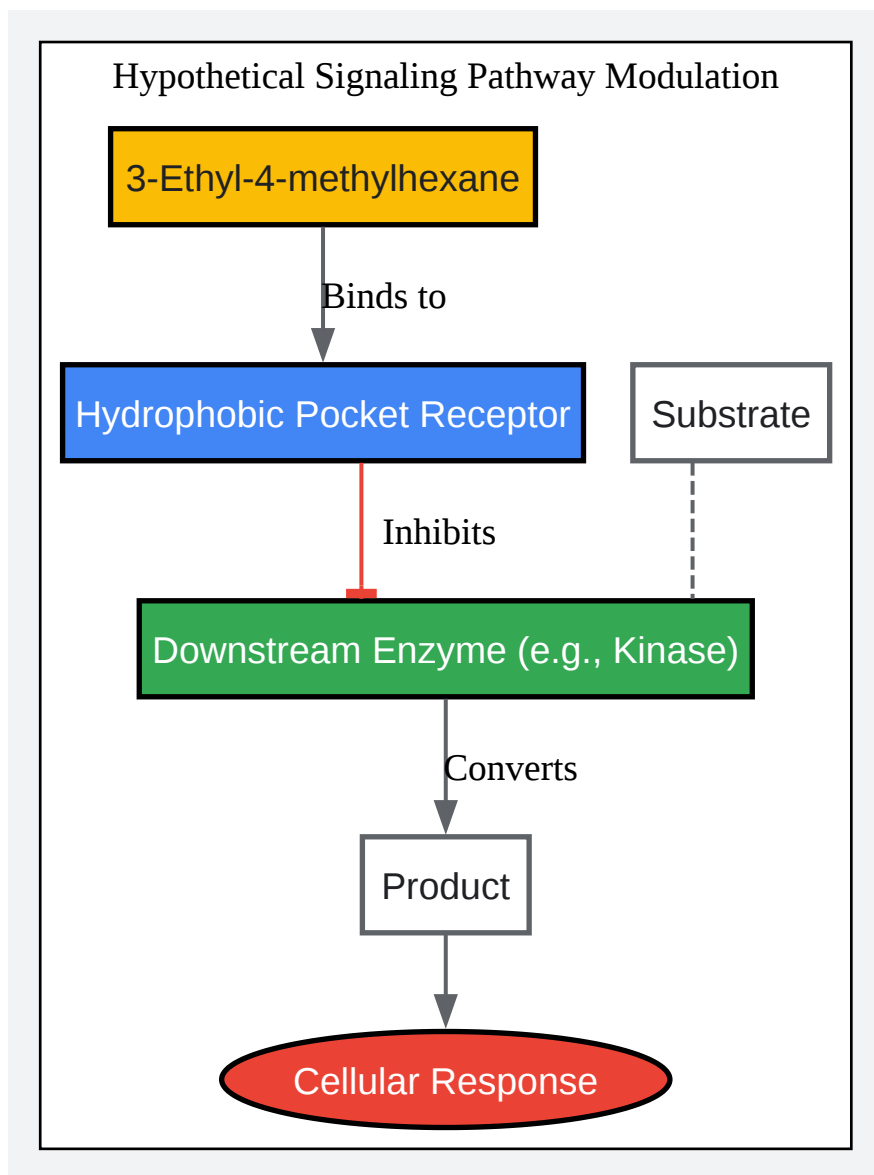 Hypothetical Signaling Pathway Modulation
3-Ethyl-4-methylhexane
Binds to
Hydrophobic Pocket Receptor
Substrate
Inhibits
Downstream Enzyme (e.g., Kinase)
Converts
Product
Cellular Response